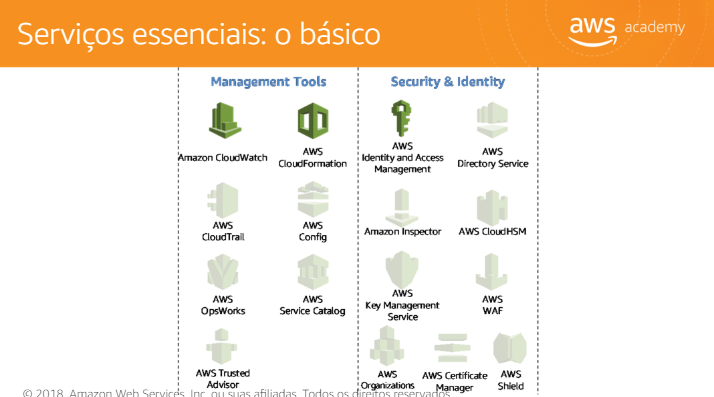 Serviços essenciais: o básico
aws academy
Management Tools
Security & Identity
Amazon CloudWatch
AWS
CloudFormation
AWS
Identity and Access
Management
AWS
Directory Service
AWS
CloudTrail
AWS
Config
Amazon Inspector
AWS CloudHSM
AWS
OpsWorks
AWS
Service Catalog
AWS
Key Management
Service
AWS
WAF
AWS Trusted
Advisor
AWS
Organizations
AWS Certificate
Manager
AWS
Shield
© 2018, Amazon Web Services, Inc. ou suas afiliadas. Todos os direitos reservados.